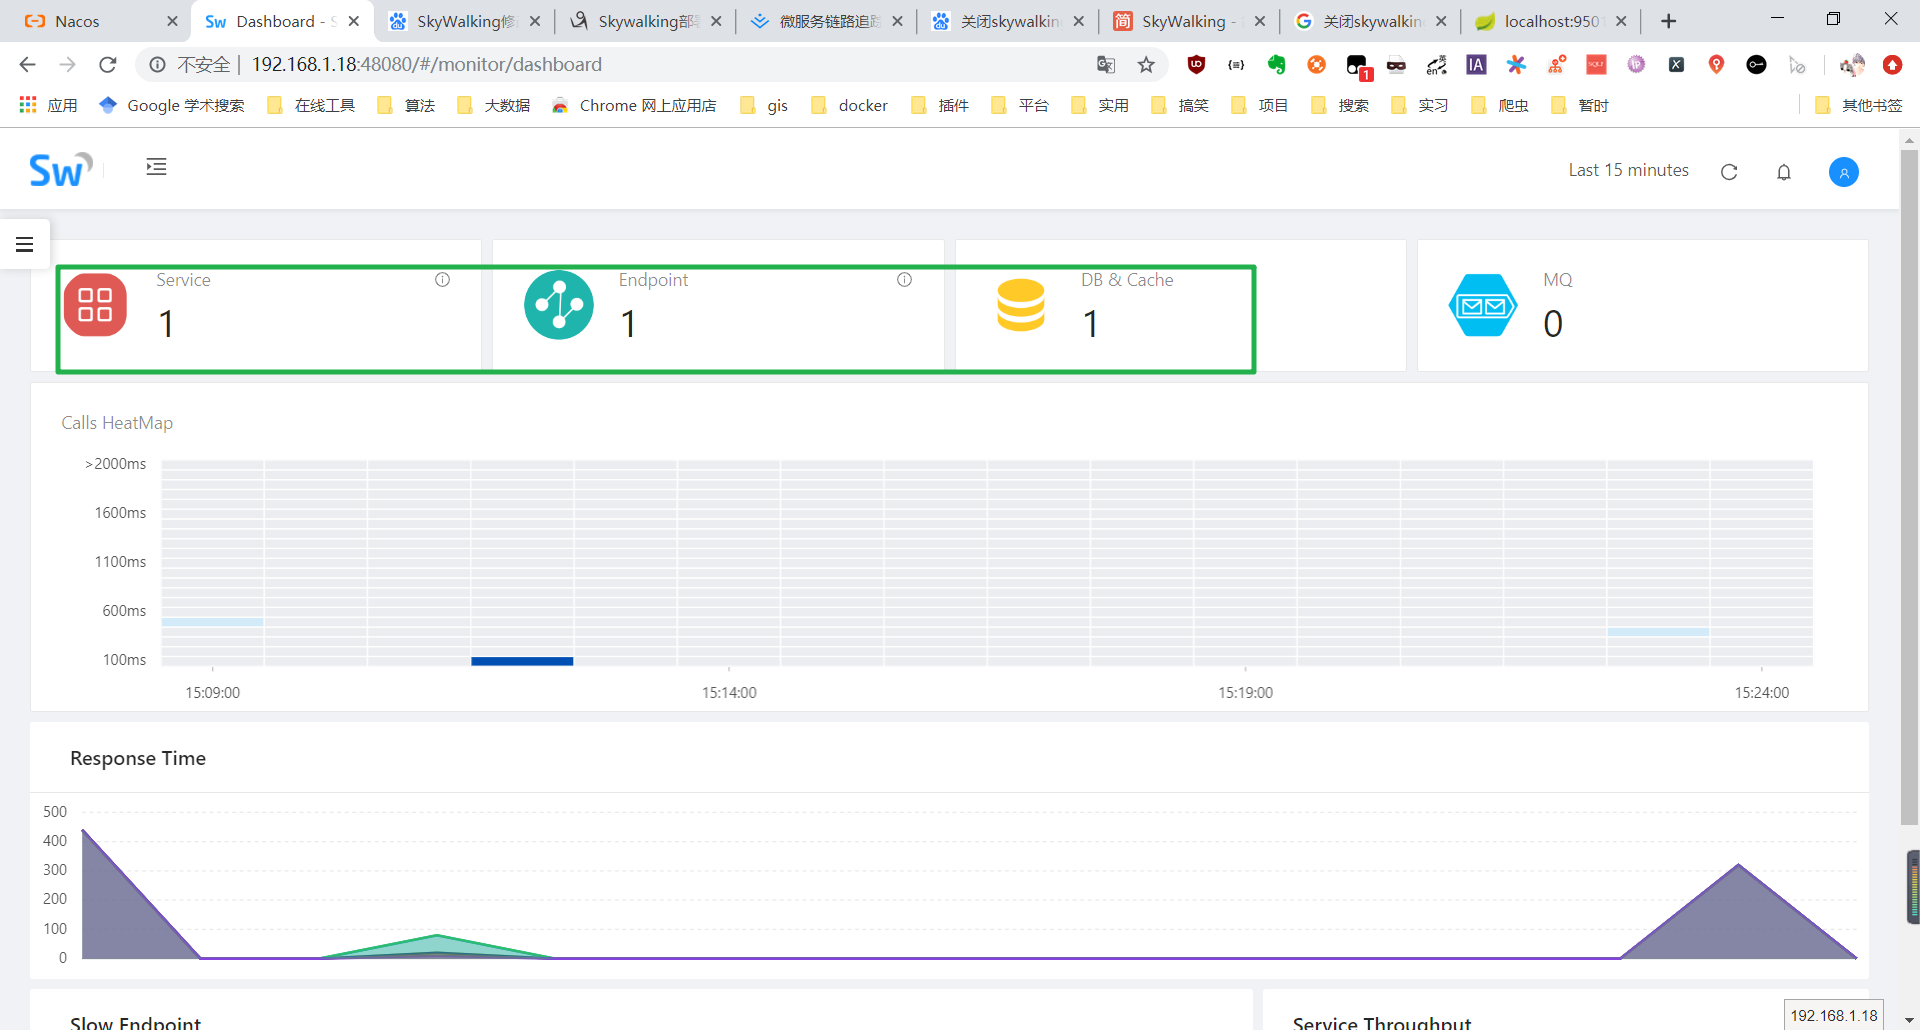 Nacos
Dashboard - S
SkyWalking修
Skywalking部署
微服务链路追踪
关闭skywalkin
SkyWalking -
关闭skywalkin
localhost:9501
不安全 192.168.1.18:48080/#/monitor/dashboard
1
应用
Google 学术搜索
在线工具
算法
大数据
Chrome 网上应用店
gis
docker
插件
平台
实用
搞笑
项目
搜索
实习
爬虫
暂时
其他书签
Sw
Last 15 minutes
Service
1
Endpoint
1
DB & Cache
1
MQ
0
Calls HeatMap
>2000ms
1600ms
1100ms
600ms
100ms
15:09:00
15:14:00
15:19:00
15:24:00
Response Time
500
400
300
200
100
0
Slow Endpoint
Service Throughput
192.168.1.18